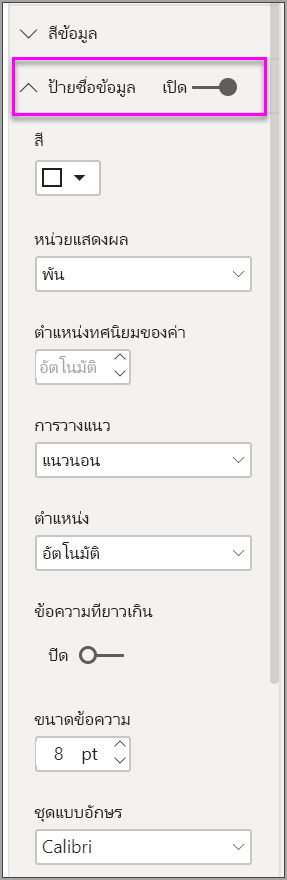 สีข้อมูล
ป้ายชื่อข้อมูล เปิด
สี
หน่วยแสดงผล
พัน
ตำแหน่งทศนิยมของค่า
อัตโนมัติ
การวางแนว
แนวนอน
ตำแหน่ง
อัตโนมัติ
ข้อความที่ยาวเกิน
ปิด
ขนาดข้อความ
8 pt
ชุดแบบอักษร
Calibri